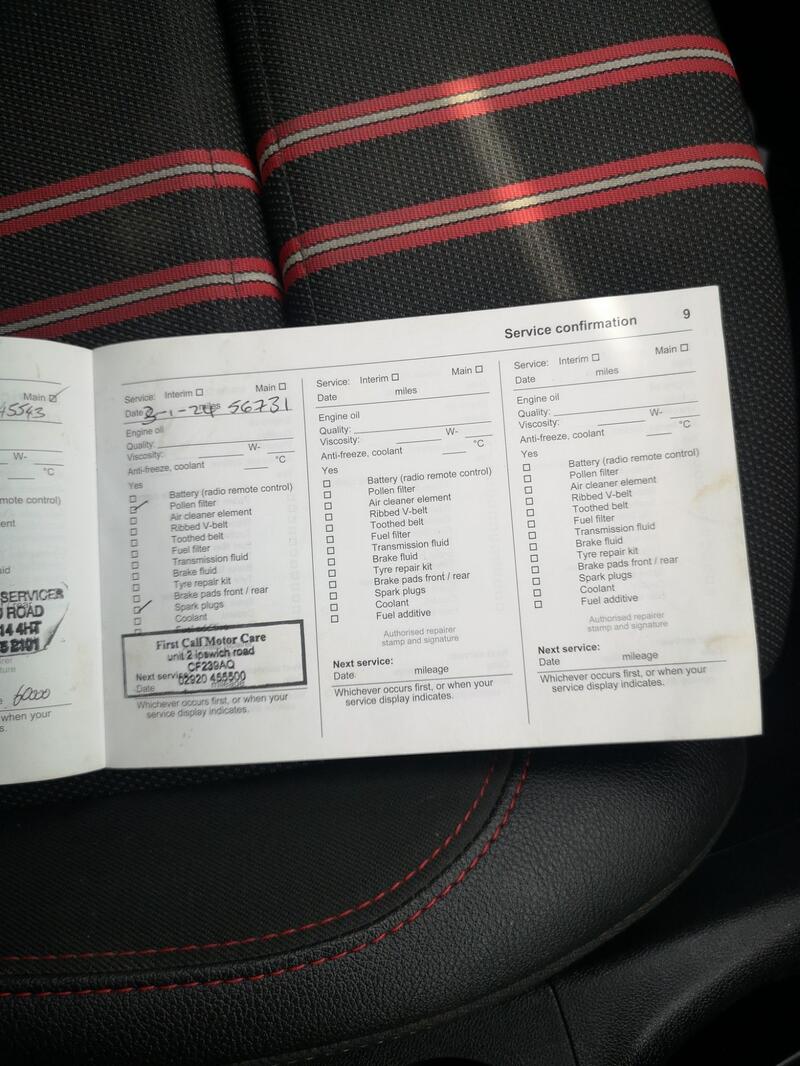 Service confirmation 9
Main
45543
W-
°C
mote control)
ent
id
SERVICES
ROAD
14 4HT
2101
ture
60000
when your
s.
Service: Interim Main
Date 3-1-24 miles 56731
Engine oil
Quality:
Viscosity: W-
Anti-freeze, coolant °C
Yes
Battery (radio remote control)
Pollen filter
Air cleaner element
Ribbed V-belt
Toothed belt
Fuel filter
Transmission fluid
Brake fluid
Tyre repair kit
Brake pads front / rear
Spark plugs
Coolant
First Call Motor Care
unit 2 ipswich road
CF239AQ
02920 455500
Next service
Date mileage
Whichever occurs first, or when your
service display indicates.
Service: Interim Main
Date miles
Engine oil
Quality:
Viscosity: W-
Anti-freeze, coolant °C
Yes
Battery (radio remote control)
Pollen filter
Air cleaner element
Ribbed V-belt
Toothed belt
Fuel filter
Transmission fluid
Brake fluid
Tyre repair kit
Brake pads front / rear
Spark plugs
Coolant
Fuel additive
Authorised repairer
stamp and signature
Next service:
Date mileage
Whichever occurs first, or when your
service display indicates.
Service: Interim Main
Date miles
Engine oil
Quality:
Viscosity: W-
Anti-freeze, coolant °C
Yes
Battery (radio remote control)
Pollen filter
Air cleaner element
Ribbed V-belt
Toothed belt
Fuel filter
Transmission fluid
Brake fluid
Tyre repair kit
Brake pads front / rear
Spark plugs
Coolant
Fuel additive
Authorised repairer
stamp and signature
Next service:
Date mileage
Whichever occurs first, or when your
service display indicates.